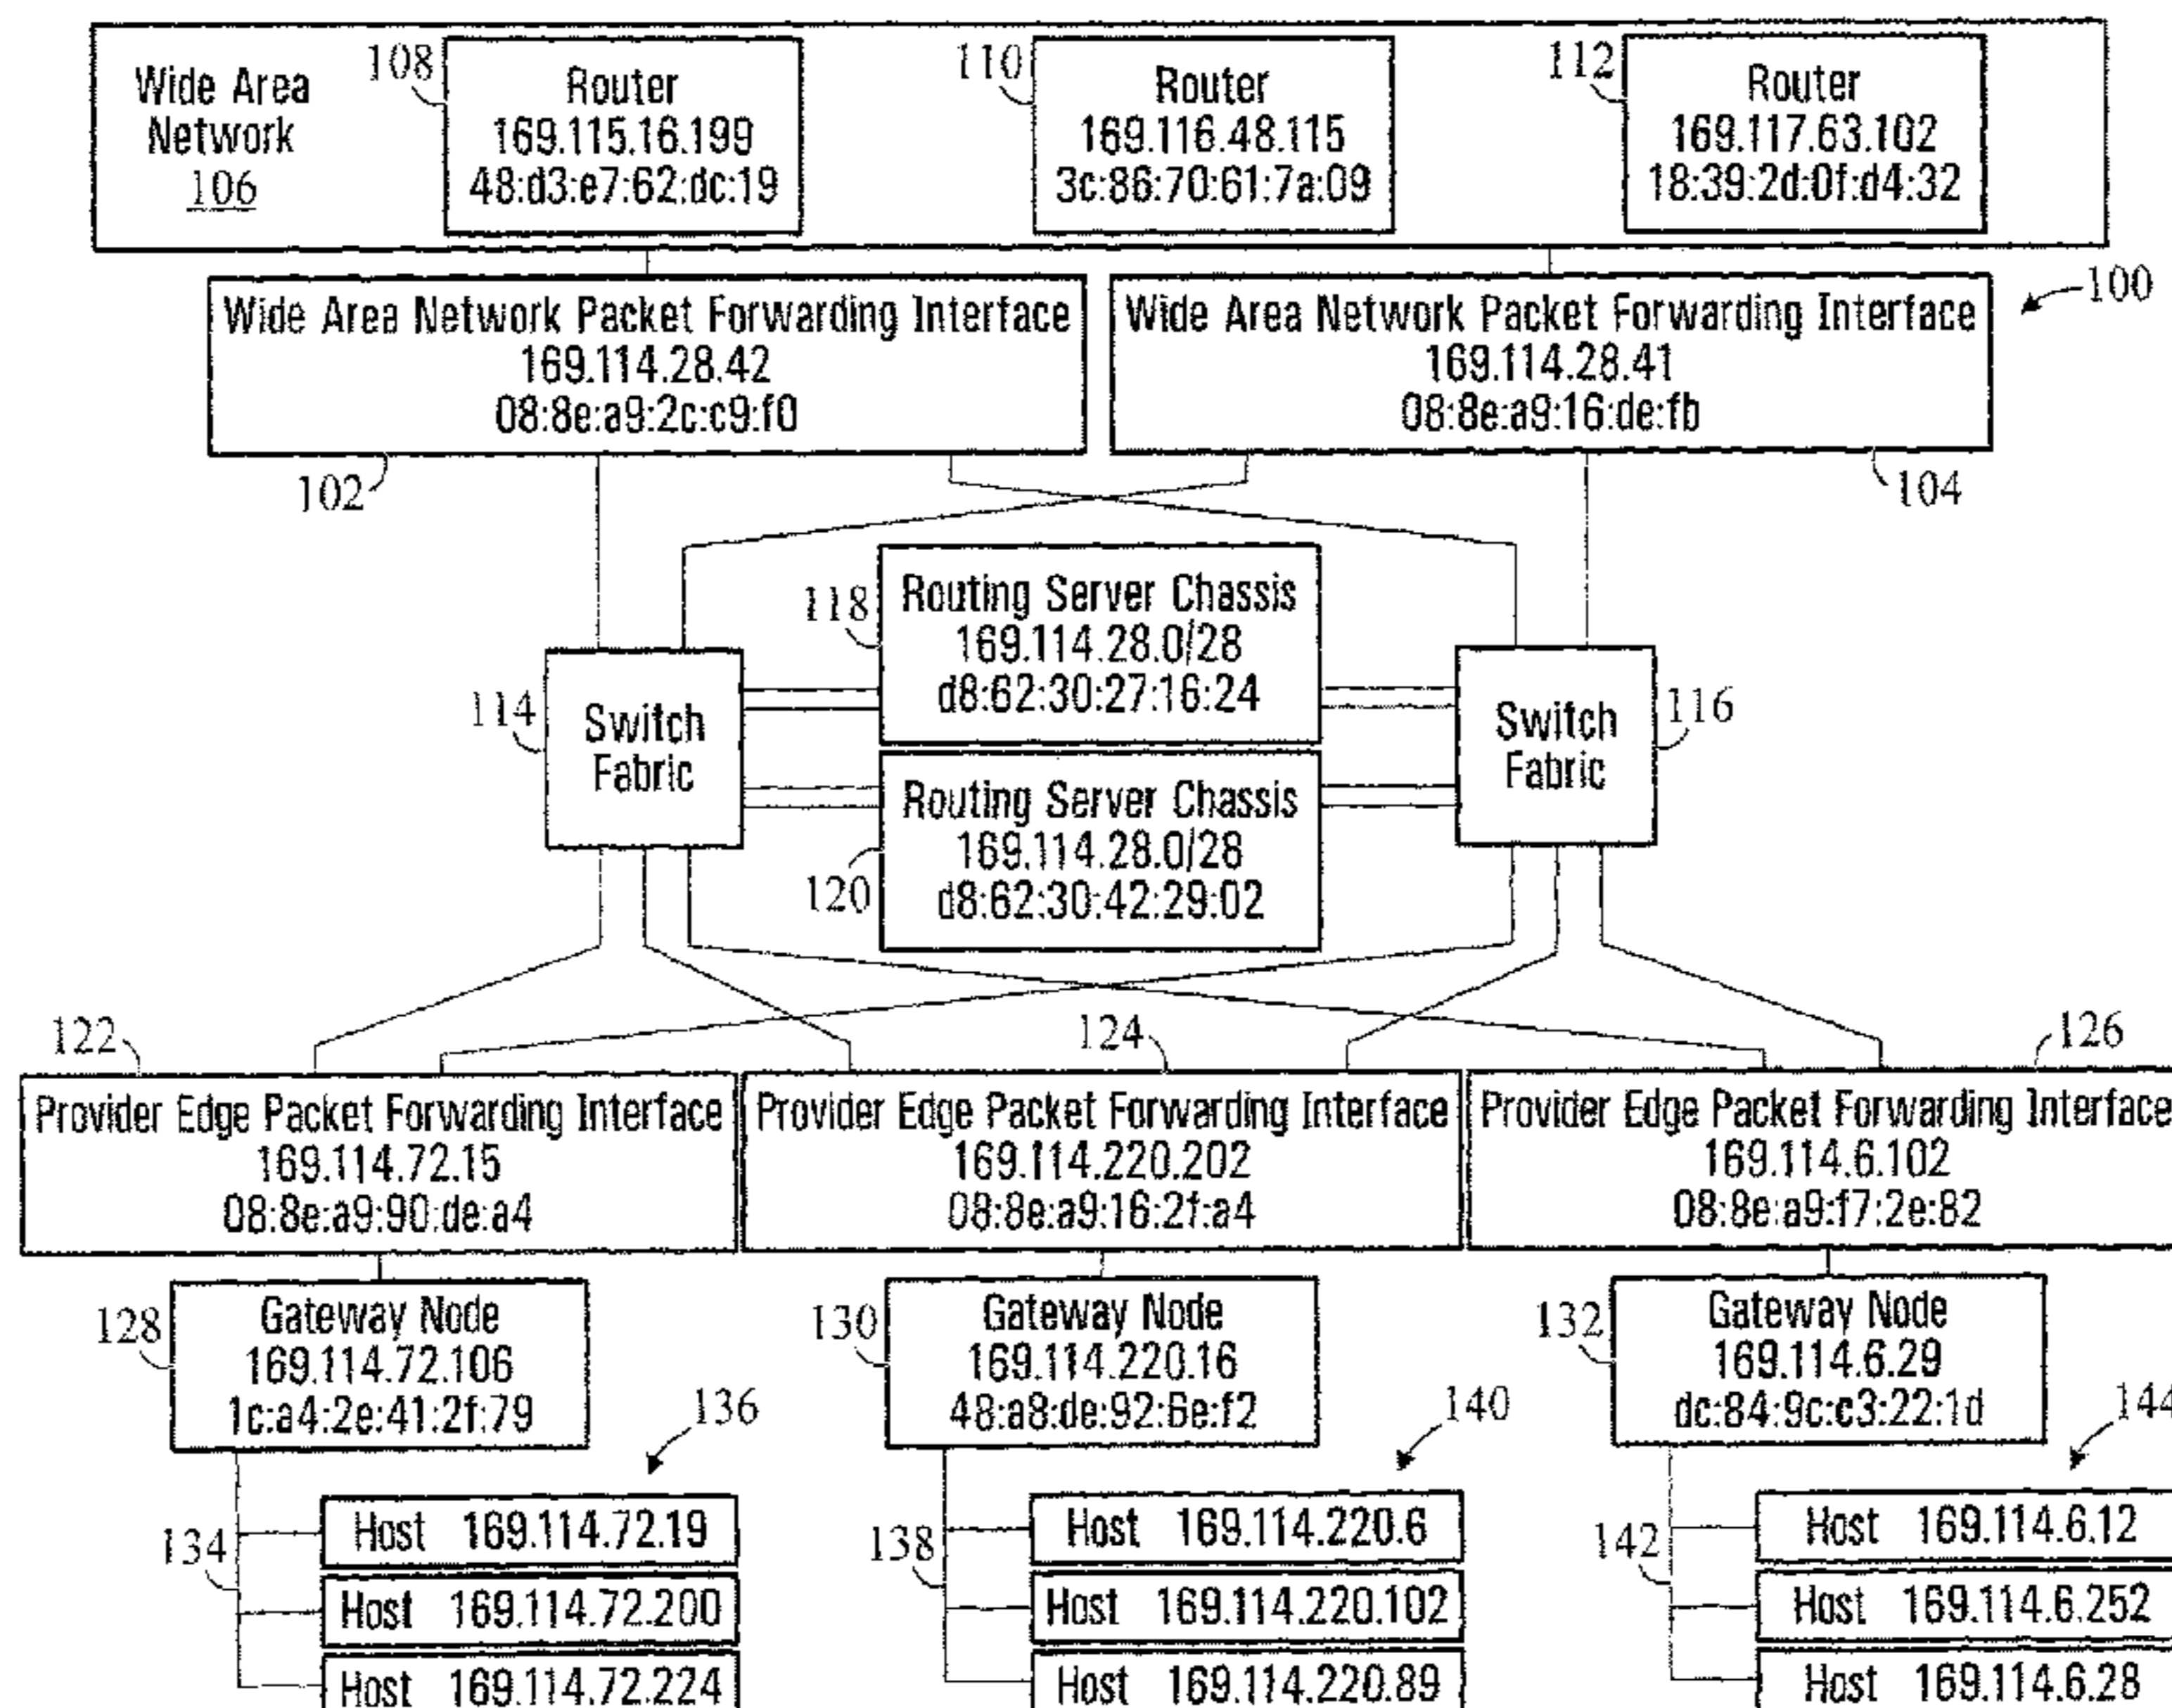 Wide Area
Network
106
108
Router
169.115.16.199
48:d3:e7:62:dc:19
110
Router
169.116.48.115
3c:86:70:61:7a:09
112
Router
169.117.63.102
18:39:2d:0f:d4:32
100
Wide Area Network Packet Forwarding Interface
169.114.28.42
08:8e:a9:2c:c9:f0
102
Wide Area Network Packet Forwarding Interface
169.114.28.41
08:8e:a9:16:de:fb
104
114
Switch
Fabric
118
Routing Server Chassis
169.114.28.0/28
d8:62:30:27:16:24
120
Routing Server Chassis
169.114.28.0/28
d8:62:30:42:29:02
116
Switch
Fabric
122
Provider Edge Packet Forwarding Interface
169.114.72.15
08:8e:a9:90:de:a4
124
Provider Edge Packet Forwarding Interface
169.114.220.202
08:8e:a9:16:2f:a4
126
Provider Edge Packet Forwarding Interface
169.114.6.102
08:8e:a9:f7:2e:82
128
Gateway Node
169.114.72.106
1c:a4:2e:41:2f:79
130
Gateway Node
169.114.220.16
48:a8:de:92:6e:f2
132
Gateway Node
169.114.6.29
dc:84:9c:c3:22:1d
136
134
Host 169.114.72.19
Host 169.114.72.200
Host 169.114.72.224
140
138
Host 169.114.220.6
Host 169.114.220.102
Host 169.114.220.89
144
142
Host 169.114.6.12
Host 169.114.6.252
Host 169.114.6.28